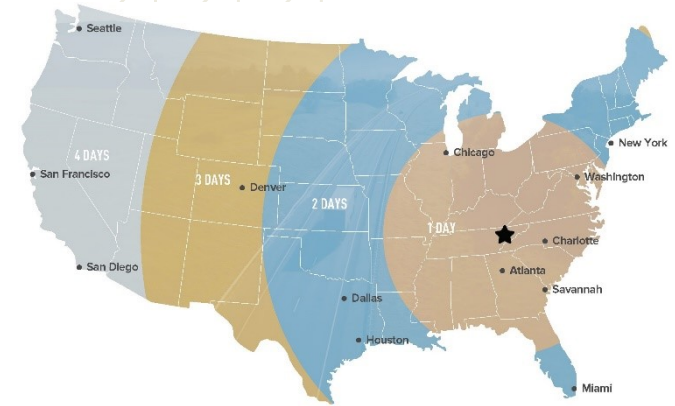 Seattle
Chicago
New York
4 DAYS
San Francisco
3 DAYS
Denver
Washington
2 DAYS
1 DAY
Charlotte
San Diego
Atlanta
Savannah
Dallas
Houston
Miami